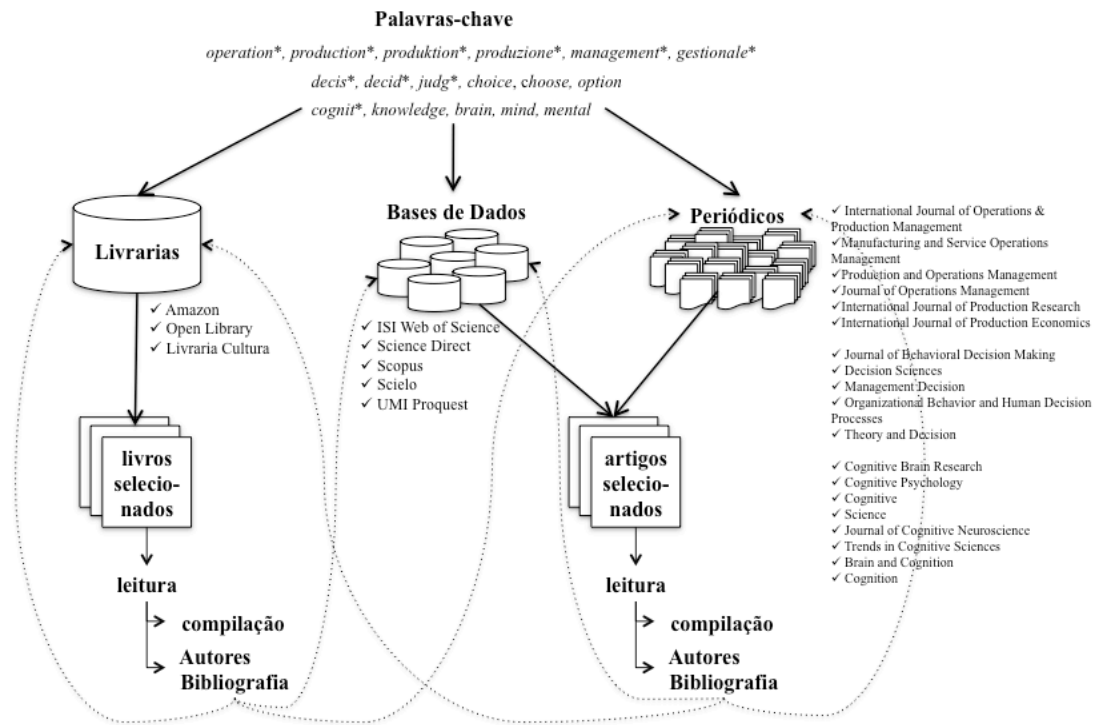 Palavras-chave
operation*, production*, produktion*, produzione*, management*, gestionale*
decis*, decid*, judg*, choice, choose, option
cognit*, knowledge, brain, mind, mental
Livrarias
✓ Amazon
✓ Open Library
✓ Livraria Cultura
livros
selecio-
nados
leitura
compilação
Autores
Bibliografia
Bases de Dados
✓ ISI Web of Science
✓ Science Direct
✓ Scopus
✓ Scielo
✓ UMI Proquest
Periódicos
artigos
selecio-
nados
leitura
compilação
Autores
Bibliografia
✓ International Journal of Operations &
Production Management
✓Manufacturing and Service Operations
Management
✓Production and Operations Management
✓Journal of Operations Management
✓International Journal of Production Research
✓International Journal of Production Economics
✓ Journal of Behavioral Decision Making
✓ Decision Sciences
✓ Management Decision
✓ Organizational Behavior and Human Decision
Processes
✓ Theory and Decision
✓ Cognitive Brain Research
✓ Cognitive Psychology
✓ Cognitive
✓ Science
✓ Journal of Cognitive Neuroscience
✓ Trends in Cognitive Sciences
✓ Brain and Cognition
✓ Cognition